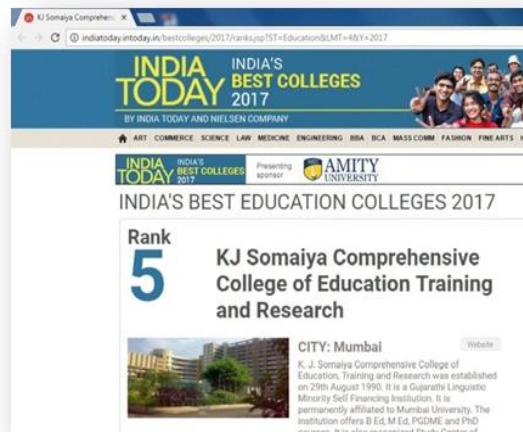 KJ Somaiya Comprehens
indiatoday.intoday.in/bestcolleges/2017/ranks.jsp?ST=Education&LMT=4&Y=2017
INDIA
TODAY
INDIA'S
BEST COLLEGES
2017
BY INDIA TODAY AND NIELSEN COMPANY
ART COMMERCE SCIENCE LAW MEDICINE ENGINEERING BBA BCA MASS COMM FASHION FINE ARTS
INDIA
TODAY
INDIA'S
BEST COLLEGES
2017
Presenting
sponsor
AMITY
UNIVERSITY
INDIA'S BEST EDUCATION COLLEGES 2017
Rank
5
KJ Somaiya Comprehensive
College of Education Training
and Research
CITY: Mumbai
Website
K. J. Somaiya Comprehensive College of
Education, Training and Research was established
on 29th August 1990. It is a Gujarathi Linguistic
Minority Self Financing Institution. It is
permanently affiliated to Mumbai University. The
institution offers B Ed, M Ed, PGDME and PhD
courses. It is also recognized Study Center of